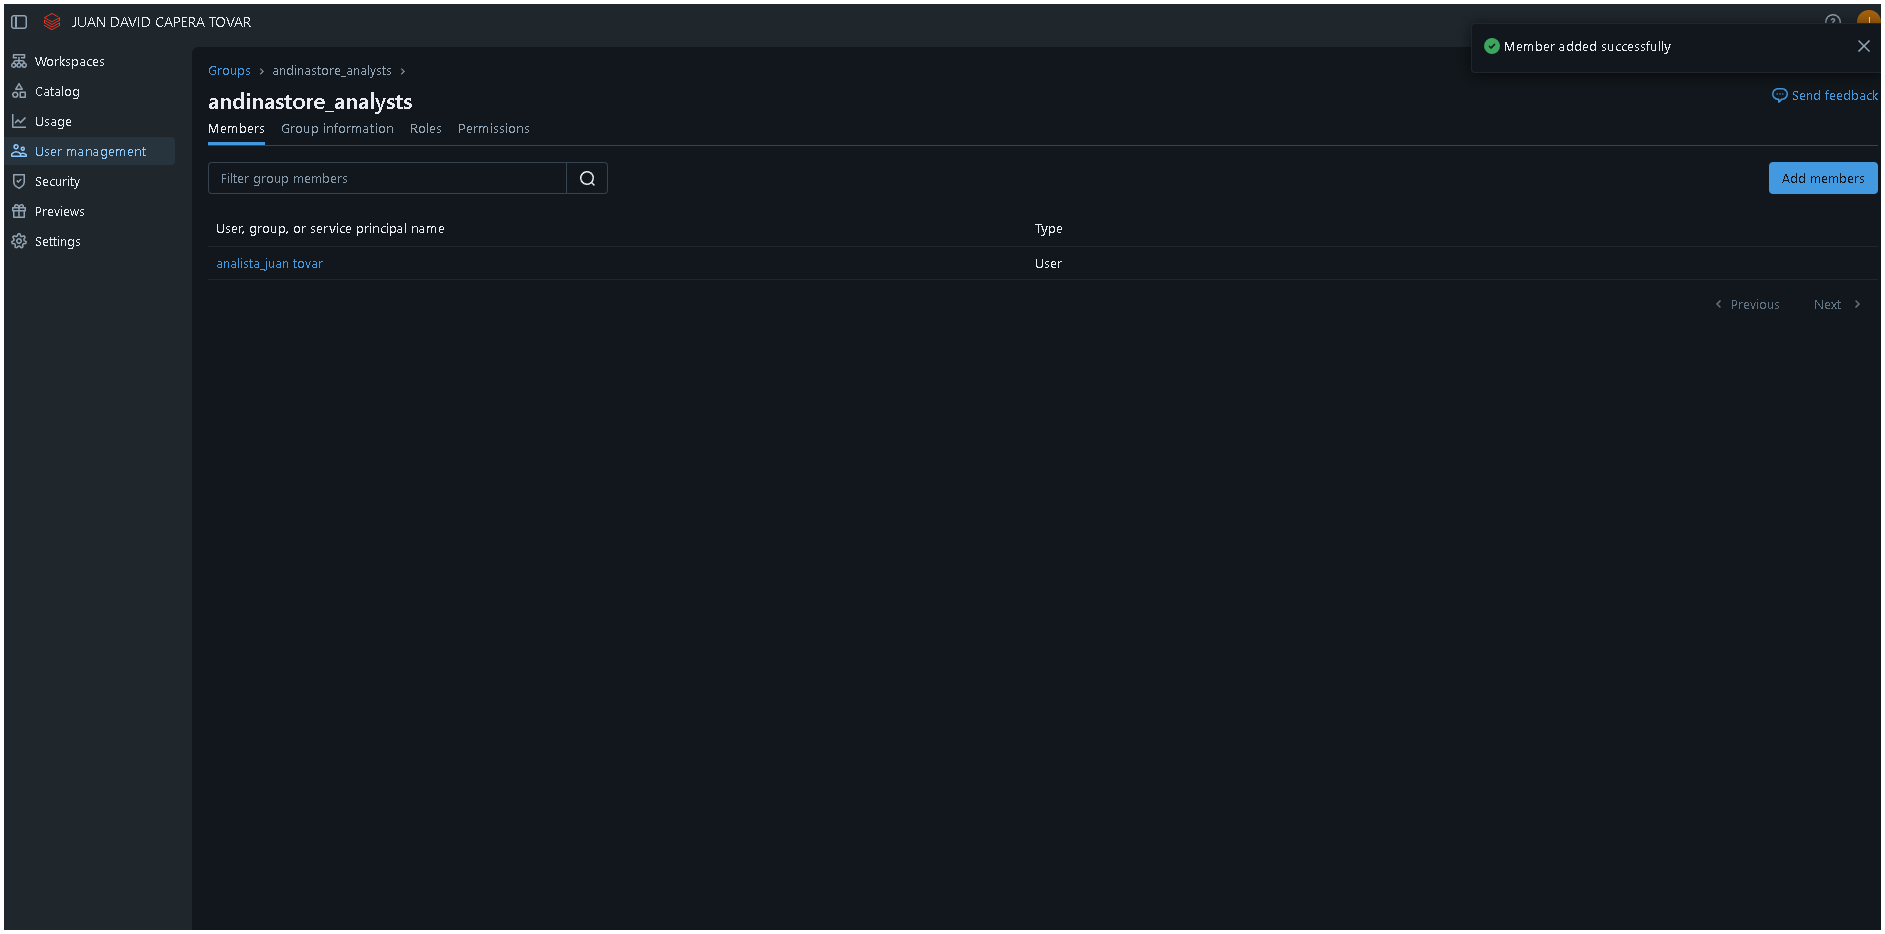 JUAN DAVID CAPERA TOVAR
Member added successfully
Workspaces
Catalog
Usage
User management
Security
Previews
Settings
Groups > andinastore_analysts >
andinastore_analysts
Send feedback
Members Group information Roles Permissions
Filter group members
Add members
User, group, or service principal name Type
analista_juan tovar User
Previous Next